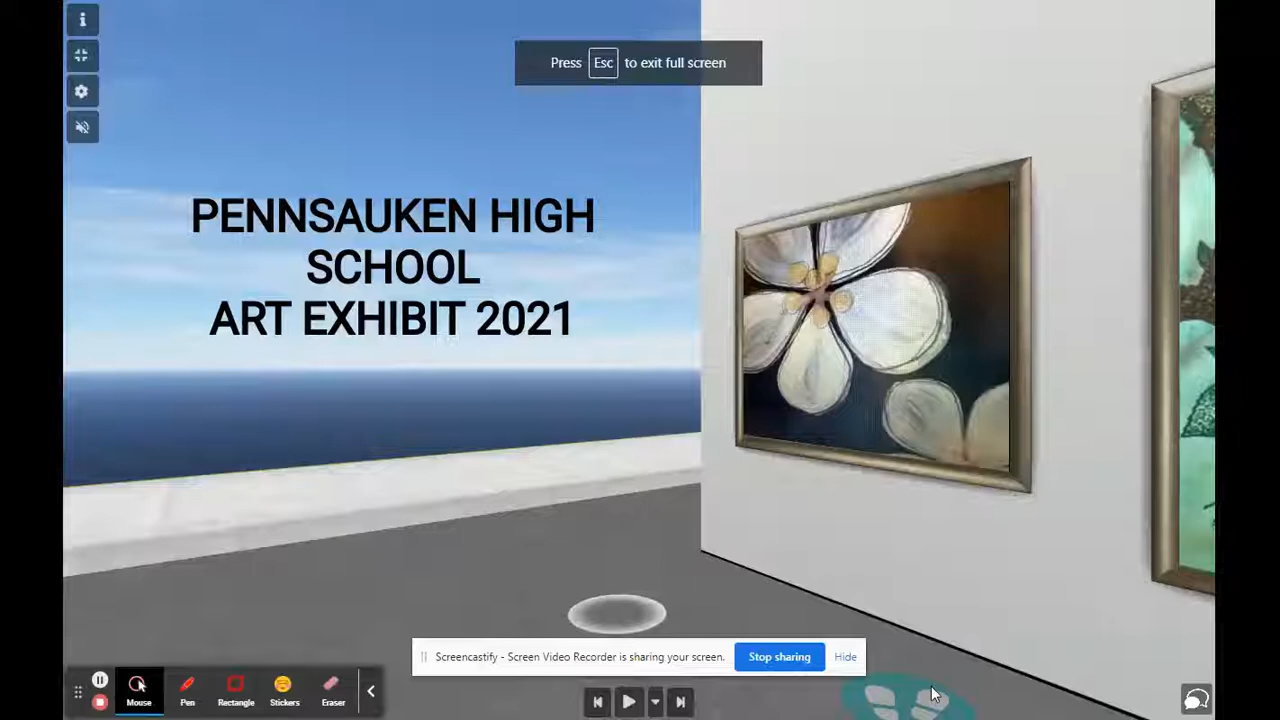 Press Esc to exit full screen
PENNSAUKEN HIGH
SCHOOL
ART EXHIBIT 2021
Screencastify - Screen Video Recorder is sharing your screen.
Stop sharing
Hide
Mouse
Pen
Rectangle
Stickers
Eraser